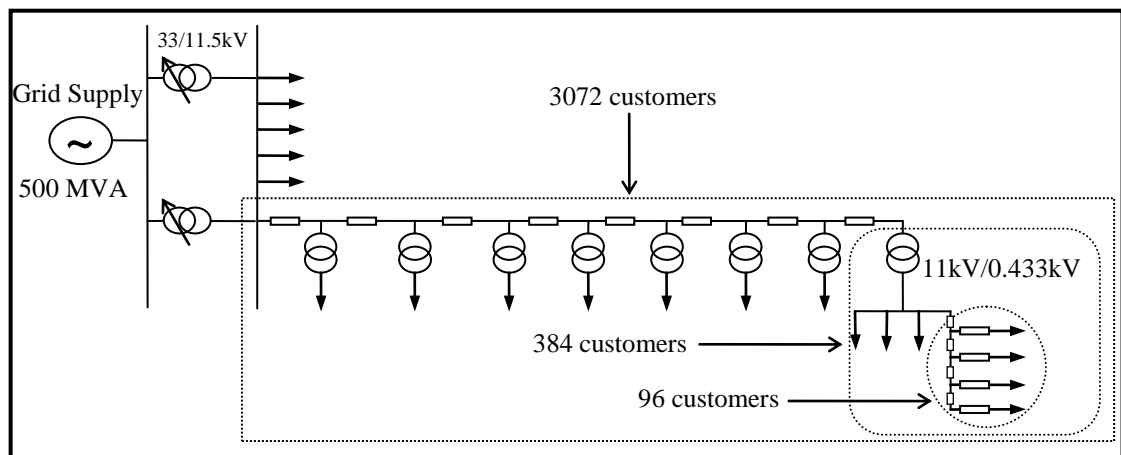 33/11.5kV
Grid Supply
~
500 MVA
3072 customers
11kV/0.433kV
384 customers
96 customers